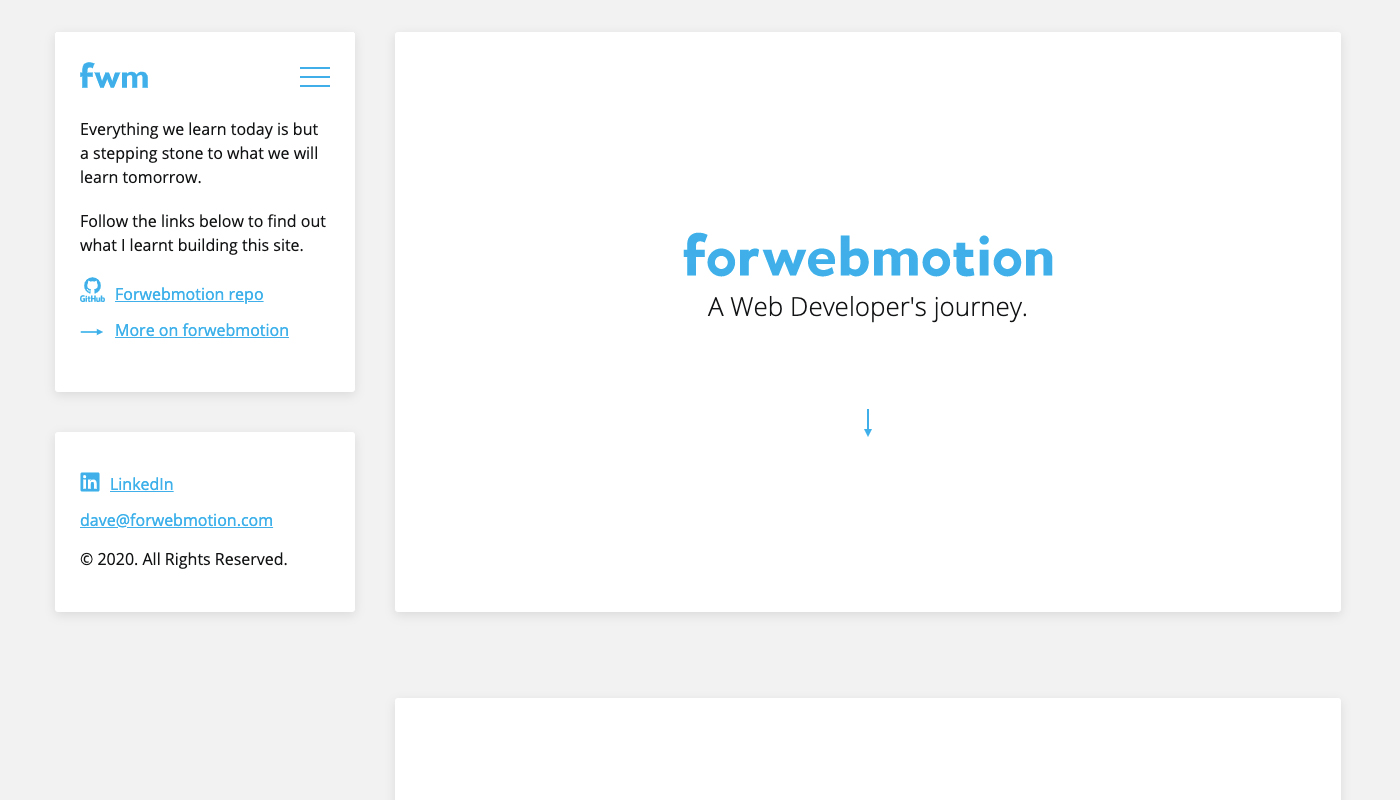 fwm
Everything we learn today is but
a stepping stone to what we will
learn tomorrow.
Follow the links below to find out
what I learnt building this site.
GitHub
Forwebmotion repo
More on forwebmotion
in LinkedIn
dave@forwebmotion.com
© 2020. All Rights Reserved.
forwebmotion
A Web Developer's journey.